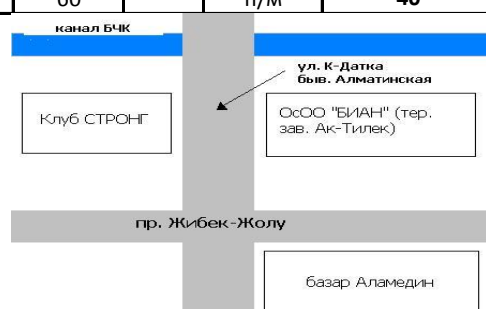 60 п/м 40
канал БЧК
ул. К-Датка
быв. Алматинская
Клуб СТРОНГ
ОсОО "БИАН" (тер.
зав. Ак-Тилек)
пр. Жибек-Жолу
базар Аламедин